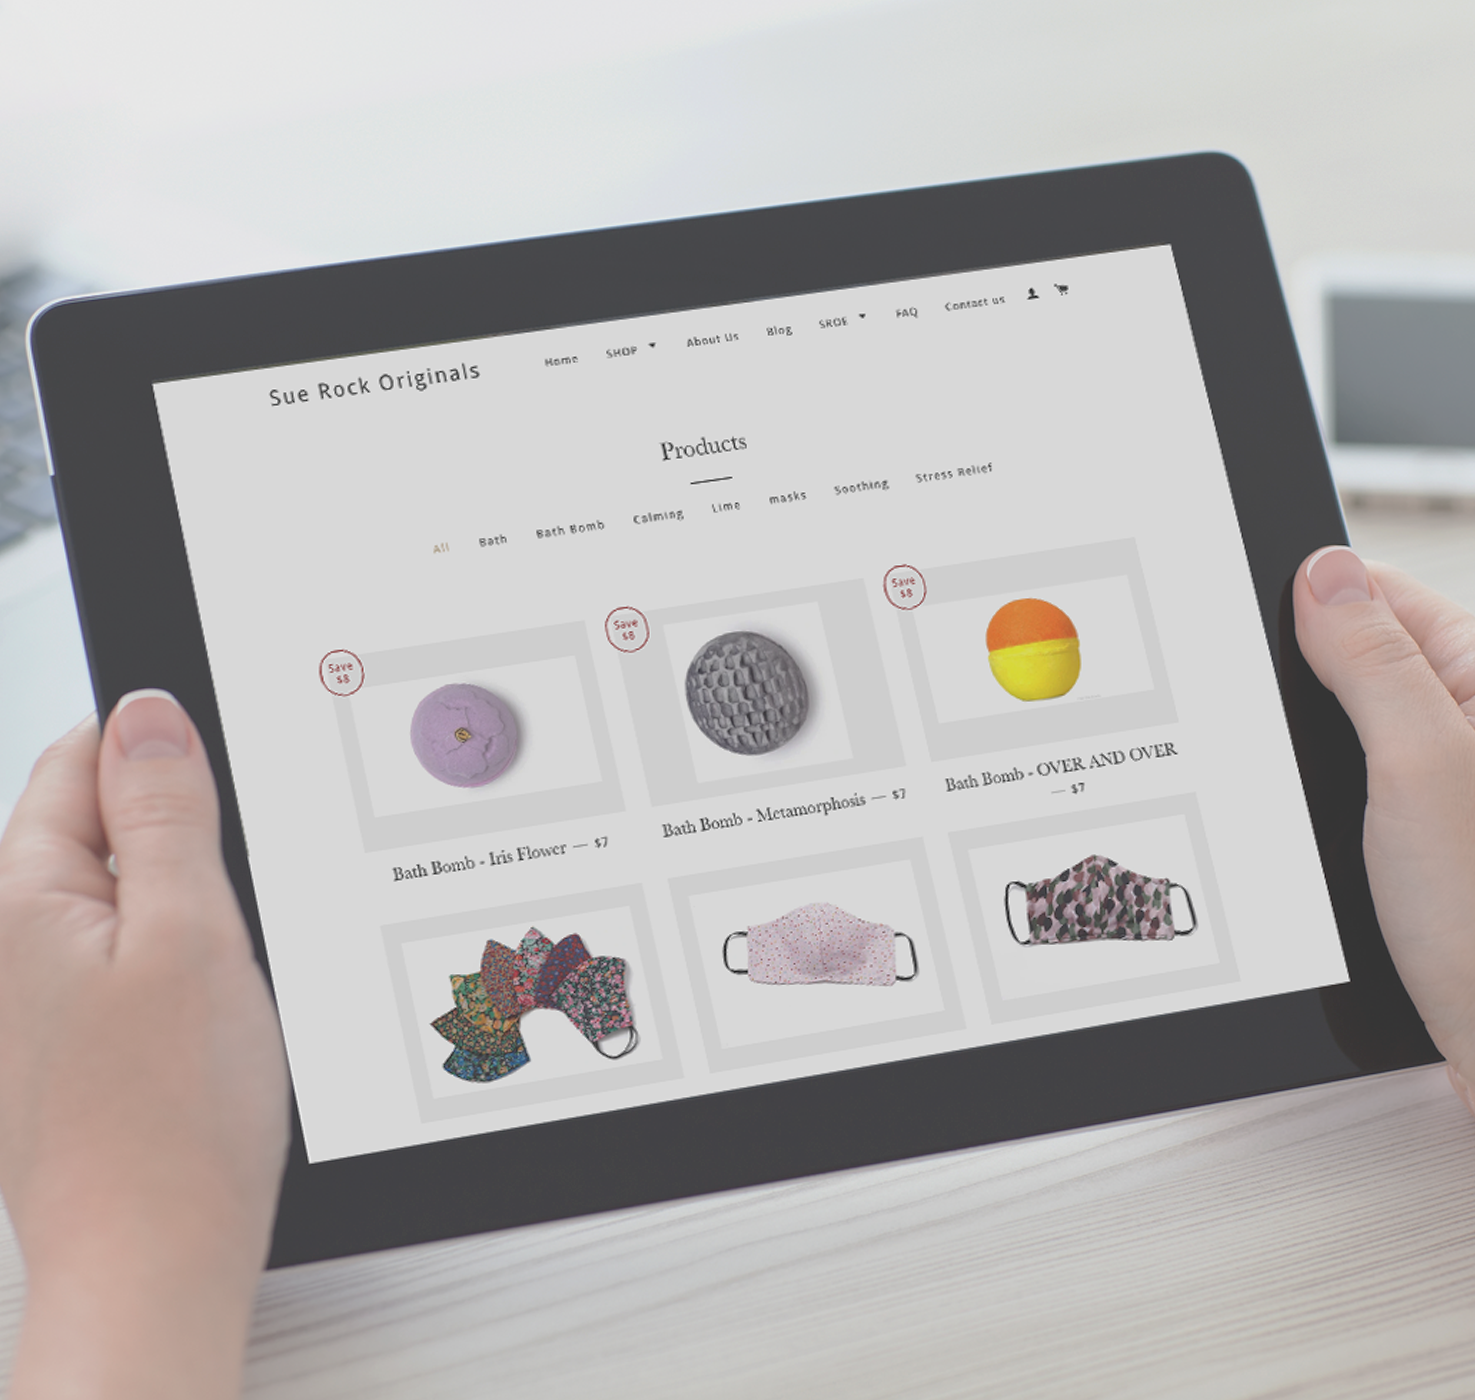 Sue Rock Originals
Home SHOP About Us Blog SROE FAQ Contact us
Products
All Bath Bath Bomb Calming Lime masks Soothing Stress Relief
Save
$8
Save
$8
Save
$8
Bath Bomb - Iris Flower — $7
Bath Bomb - Metamorphosis — $7
Bath Bomb - OVER AND OVER
— $7